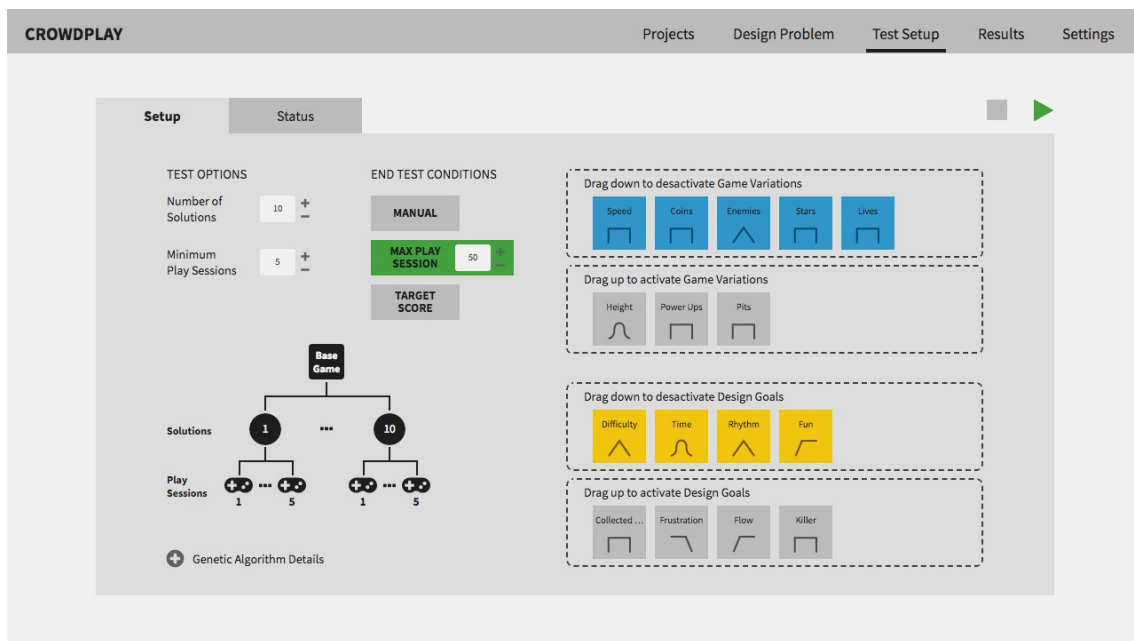 CROWDPLAY
Projects Design Problem Test Setup Results Settings
Setup Status
TEST OPTIONS
Number of
Solutions
10
Minimum
Play Sessions
5
END TEST CONDITIONS
MANUAL
MAX PLAY
SESSION
50
TARGET
SCORE
Base
Game
Solutions
1 ... 10
Play
Sessions
... ...
1 5 1 5
Genetic Algorithm Details
Drag down to desactivate Game Variations
Speed Coins Enemies Stars Lives
Drag up to activate Game Variations
Height Power Ups Pits
Drag down to desactivate Design Goals
Difficulty Time Rhythm Fun
Drag up to activate Design Goals
Collected ... Frustration Flow Killer